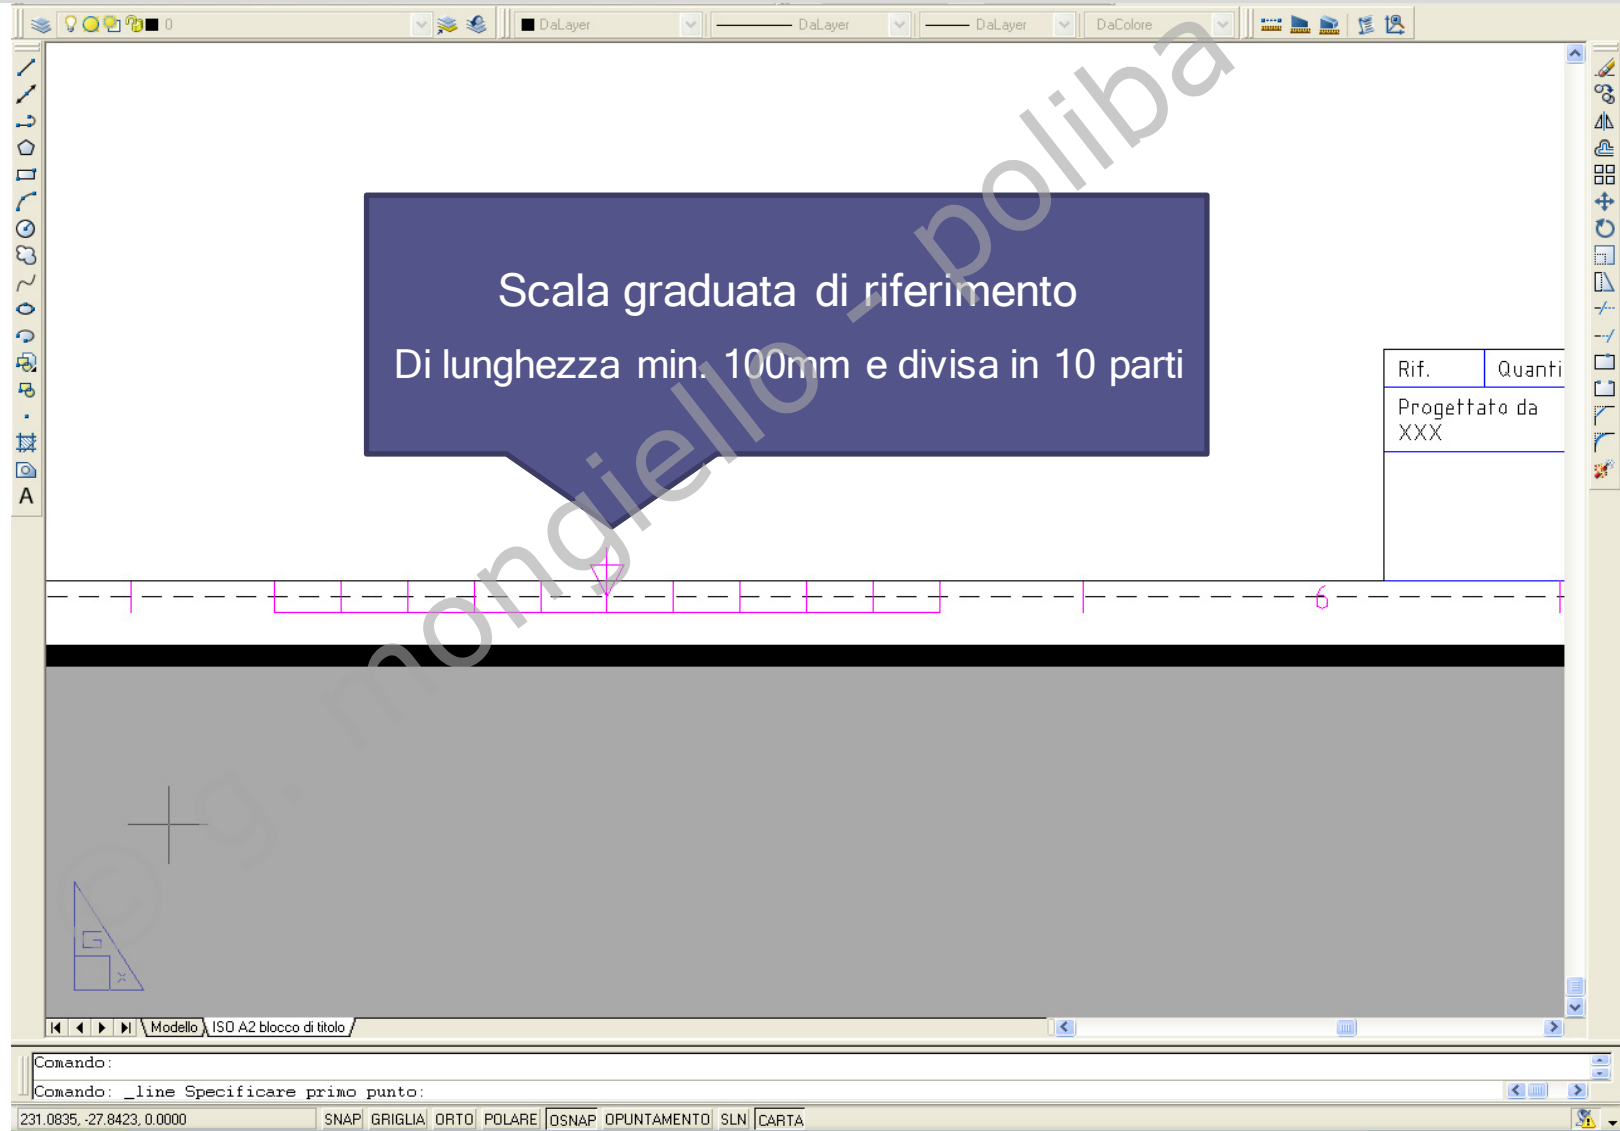 0
DaLayer
DaLayer
DaLayer
DaColore
Scala graduata di riferimento
Di lunghezza min. 100mm e divisa in 10 parti
Rif.
Quanti
Progettato da
XXX
6
© g. mongiello - poliba
A
G
x
Modello
ISO A2 blocco di titolo
Comando:
Comando: _line Specificare primo punto:
231.0835, -27.8423, 0.0000
SNAP GRIGLIA ORTO POLARE OSNAP OPUNTAMENTO SLN CARTA